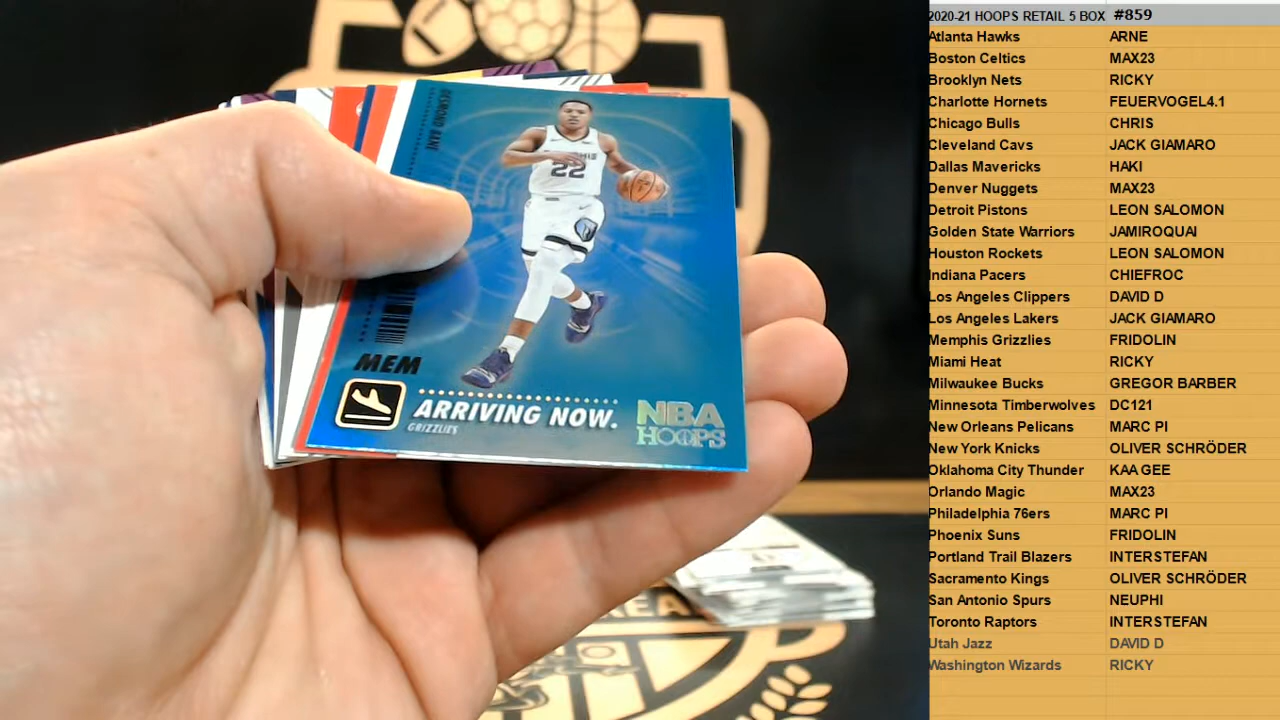 DESMOND BANE
22
MEM
ARRIVING NOW.
GRIZZLIES
NBA
HOOPS
2020-21 HOOPS RETAIL 5 BOX #859
Atlanta Hawks ARNE
Boston Celtics MAX23
Brooklyn Nets RICKY
Charlotte Hornets FEUERVOGEL4.1
Chicago Bulls CHRIS
Cleveland Cavs JACK GIAMARO
Dallas Mavericks HAKI
Denver Nuggets MAX23
Detroit Pistons LEON SALOMON
Golden State Warriors JAMIROQUAI
Houston Rockets LEON SALOMON
Indiana Pacers CHIEFROC
Los Angeles Clippers DAVID D
Los Angeles Lakers JACK GIAMARO
Memphis Grizzlies FRIDOLIN
Miami Heat RICKY
Milwaukee Bucks GREGOR BARBER
Minnesota Timberwolves DC121
New Orleans Pelicans MARC PI
New York Knicks OLIVER SCHRÖDER
Oklahoma City Thunder KAA GEE
Orlando Magic MAX23
Philadelphia 76ers MARC PI
Phoenix Suns FRIDOLIN
Portland Trail Blazers INTERSTEFAN
Sacramento Kings OLIVER SCHRÖDER
San Antonio Spurs NEUPHI
Toronto Raptors INTERSTEFAN
Utah Jazz DAVID D
Washington Wizards RICKY